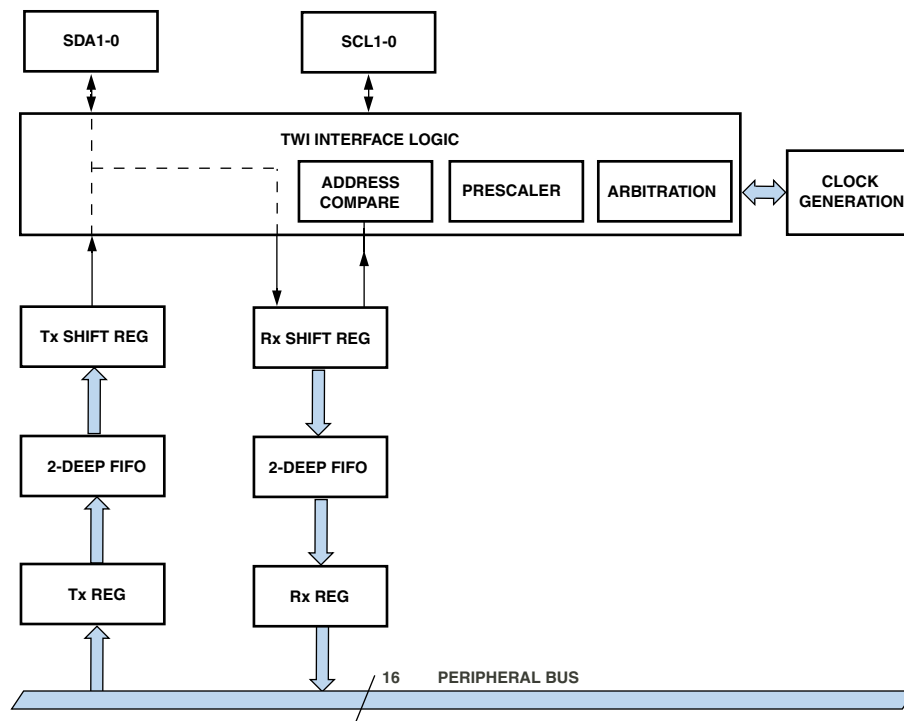 SDA1-0
SCL1-0
TWI INTERFACE LOGIC
ADDRESS
COMPARE
PRESCALER
ARBITRATION
CLOCK
GENERATION
Tx SHIFT REG
Rx SHIFT REG
2-DEEP FIFO
2-DEEP FIFO
Tx REG
Rx REG
16 PERIPHERAL BUS